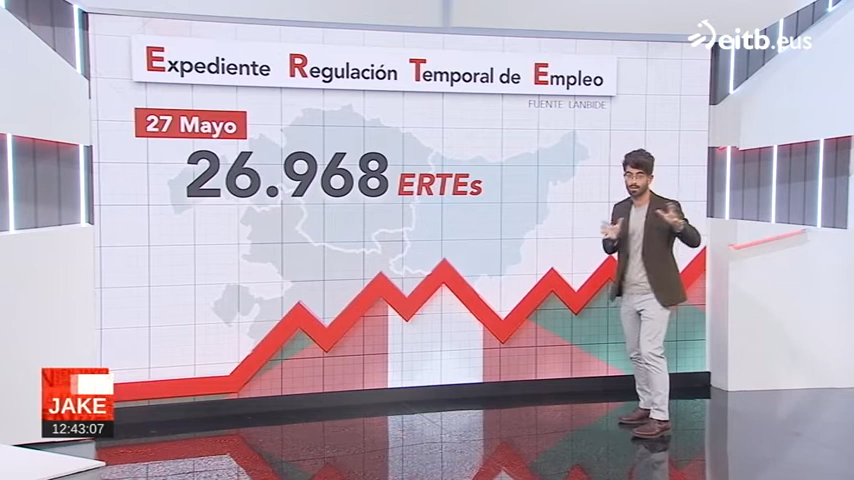 eitb.eus
Expediente Regulación Temporal de Empleo
FUENTE LANBIDE
27 Mayo
26.968 ERTEs
JAKE
12:43:07